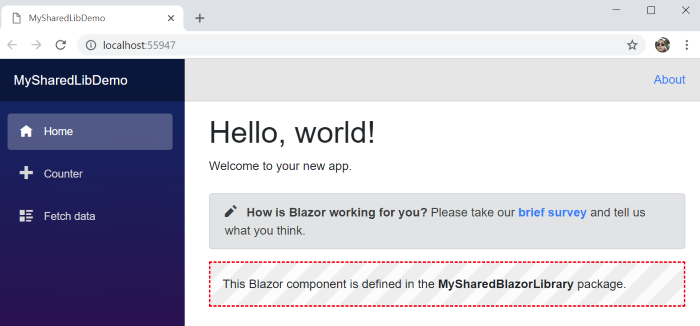 MySharedLibDemo
localhost:55947
MySharedLibDemo
About
Home
Counter
Fetch data
Hello, world!
Welcome to your new app.
How is Blazor working for you? Please take our brief survey and tell us
what you think.
This Blazor component is defined in the MySharedBlazorLibrary package.